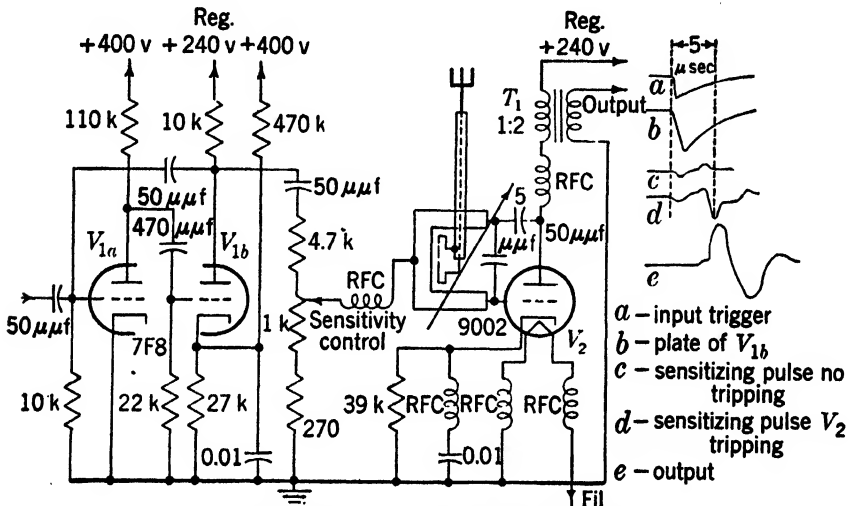 Reg.
+400 v +240 v +400 v
110 k
10 k
470 k
50 μμf
470 μμf
50 μμf
V1a
V1b
4.7 k
RFC
50 μμf
7F8
1 k
Sensitivity
control
10 k
22 k
27 k
0.01
270
Reg.
+240 v
T1
1:2
Output
RFC
5
μμf
50 μμf
9002
V2
39 k
RFC
RFC
RFC
0.01
Fil
5
μ sec
a
b
c
d
e
a – input trigger
b – plate of V1b
c – sensitizing pulse no
tripping
d – sensitizing pulse V2
tripping
e – output